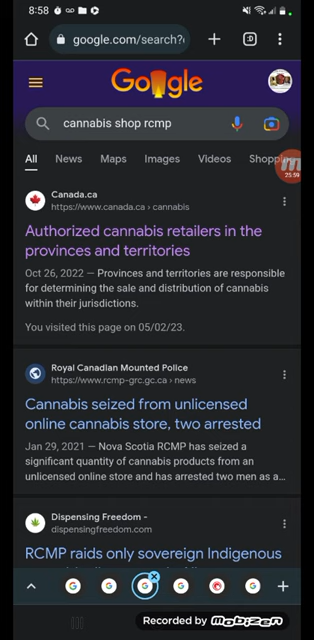 8:58
google.com/search?
Google
cannabis shop rcmp
All News Maps Images Videos Shopping
25:59
Canada.ca
https://www.canada.ca › cannabis
Authorized cannabis retailers in the
provinces and territories
Oct 26, 2022 — Provinces and territories are responsible
for determining the sale and distribution of cannabis
within their jurisdictions.
You visited this page on 05/02/23.
Royal Canadian Mounted Police
https://www.rcmp-grc.gc.ca › news
Cannabis seized from unlicensed
online cannabis store, two arrested
Jan 29, 2021 — Nova Scotia RCMP has seized a
significant quantity of cannabis products from an
unlicensed online store and has arrested two men as a...
Dispensing Freedom -
dispensingfreedom.com
RCMP raids only sovereign Indigenous
Recorded by Mobizen